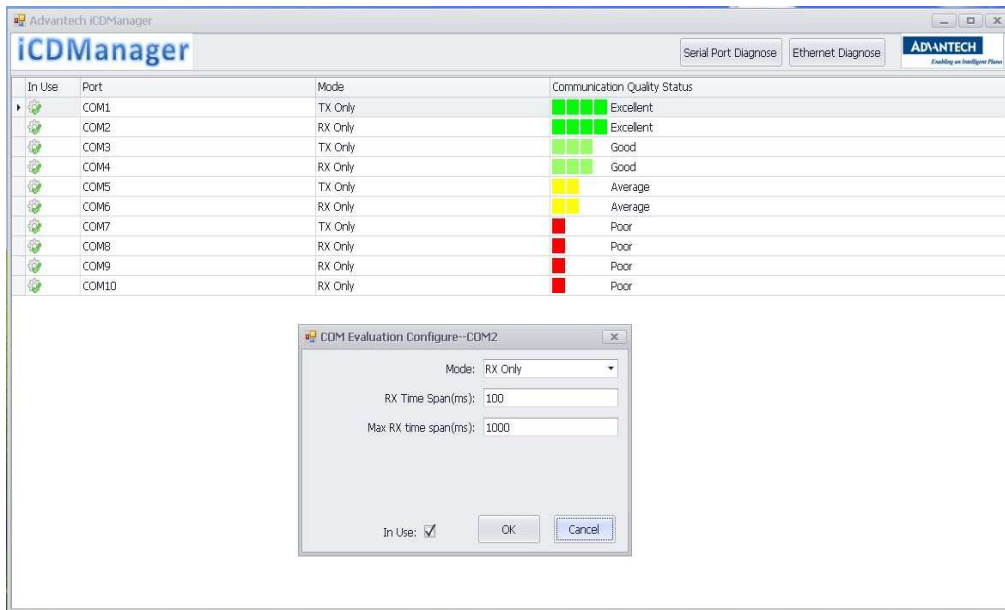 Advantech iCDManager
iCDManager
Serial Port Diagnose
Ethernet Diagnose
ADVANTECH
Enabling an Intelligent Planet
In Use Port Mode Communication Quality Status
COM1 TX Only Excellent
COM2 RX Only Excellent
COM3 TX Only Good
COM4 RX Only Good
COM5 TX Only Average
COM6 RX Only Average
COM7 TX Only Poor
COM8 RX Only Poor
COM9 RX Only Poor
COM10 RX Only Poor
COM Evaluation Configure--COM2
Mode: RX Only
RX Time Span(ms): 100
Max RX time span(ms): 1000
In Use: OK Cancel